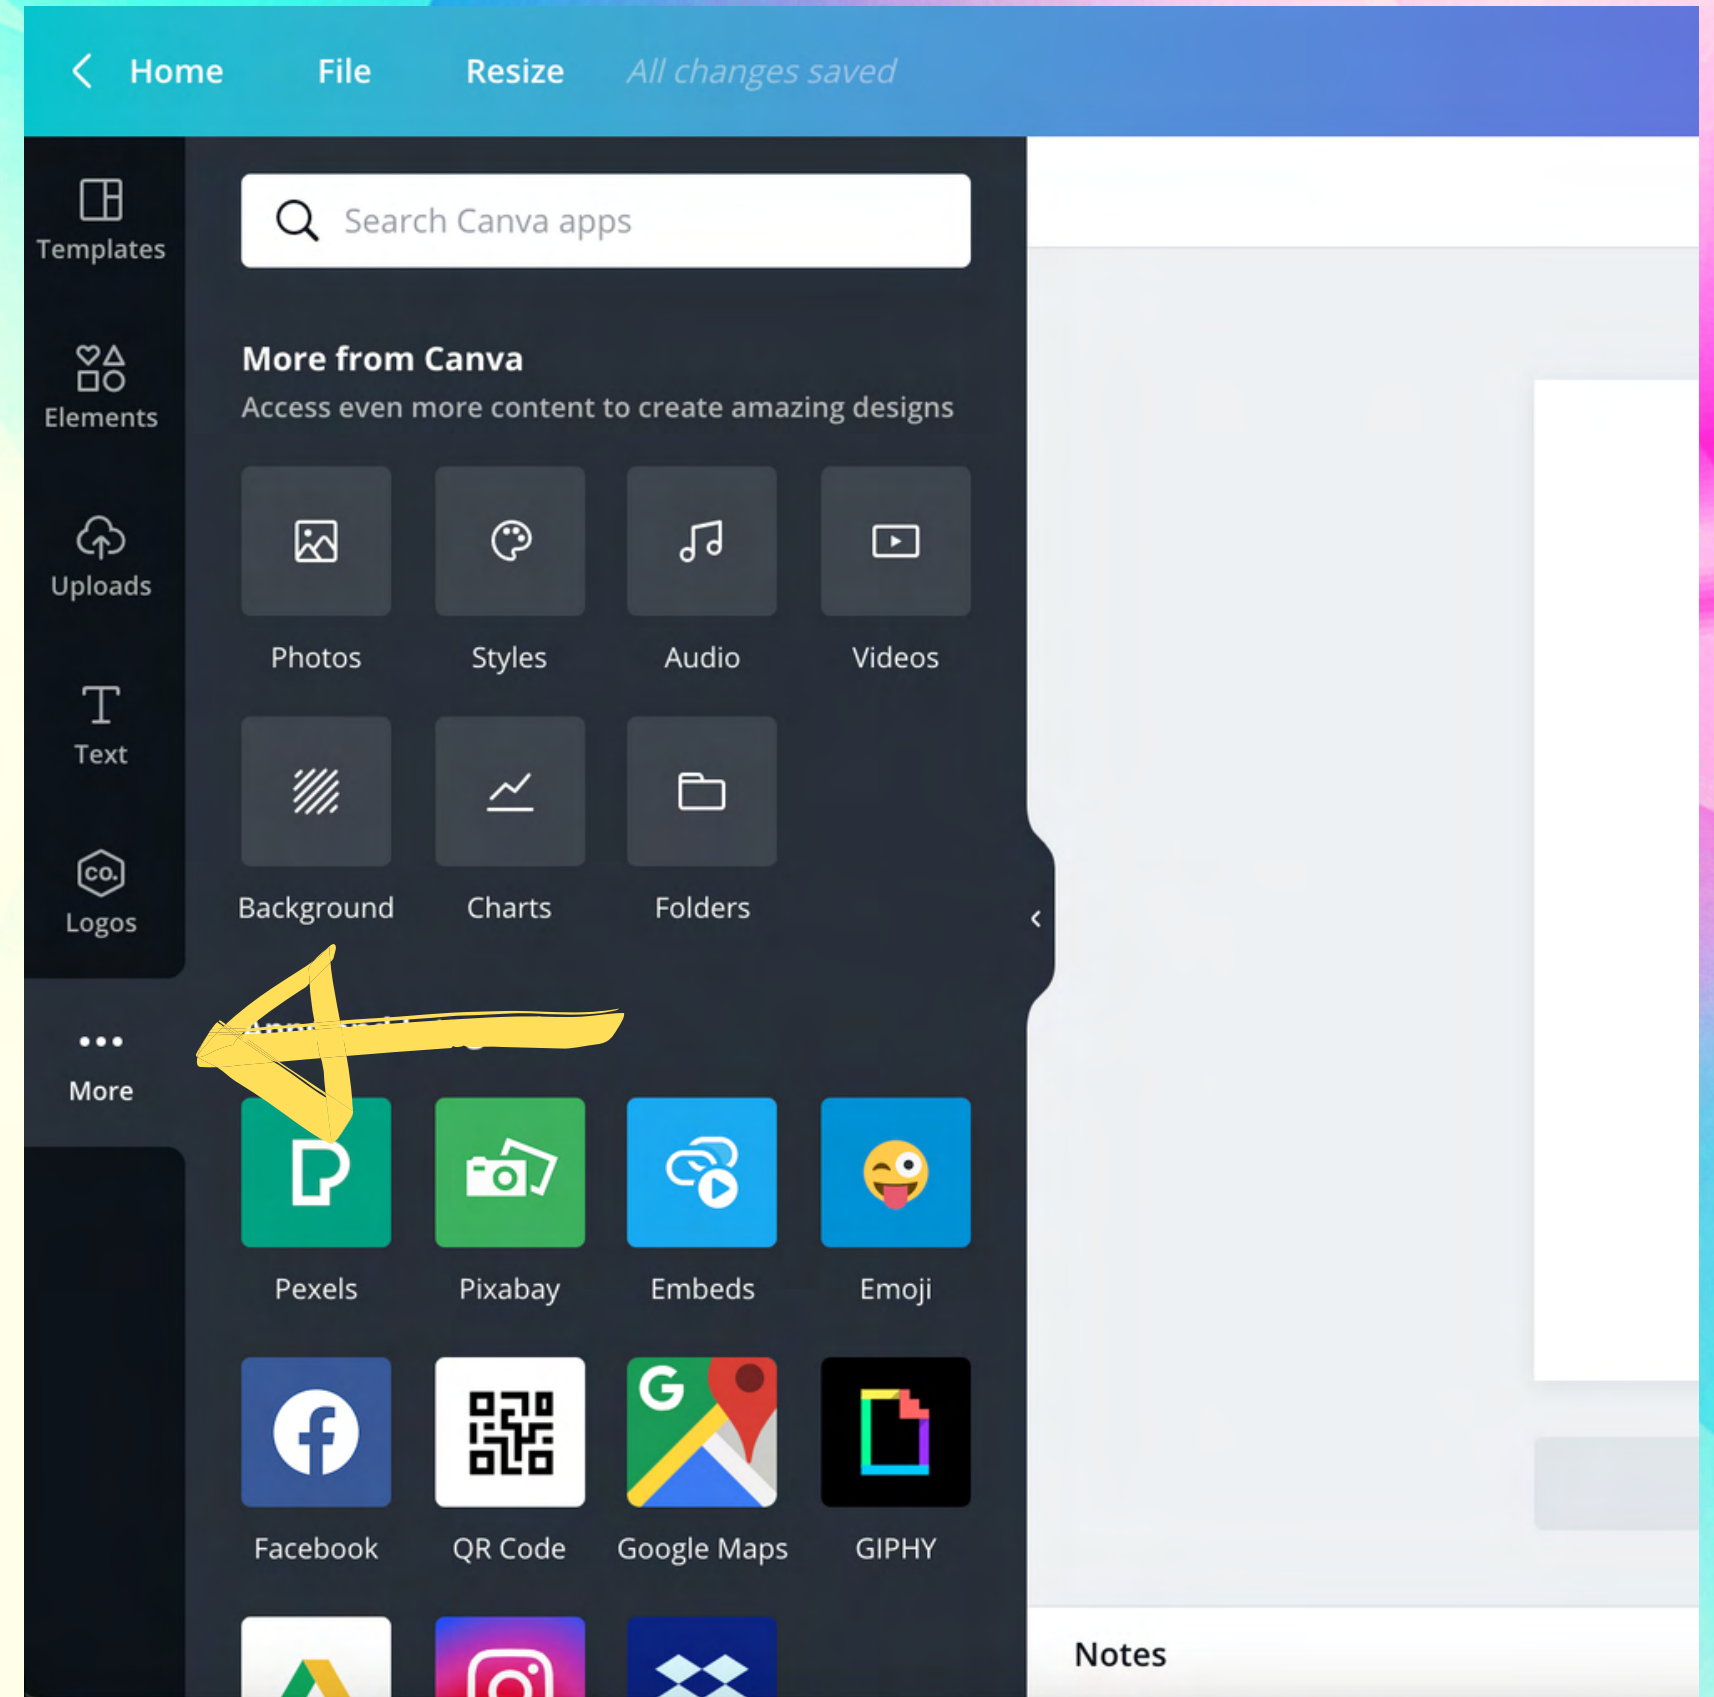 Home File Resize All changes saved
Templates
Elements
Uploads
Text
CO.
Logos
More
Search Canva apps
More from Canva
Access even more content to create amazing designs
Photos Styles Audio Videos
Background Charts Folders
Pexels Pixabay Embeds Emoji
G
Facebook QR Code Google Maps GIPHY
Notes